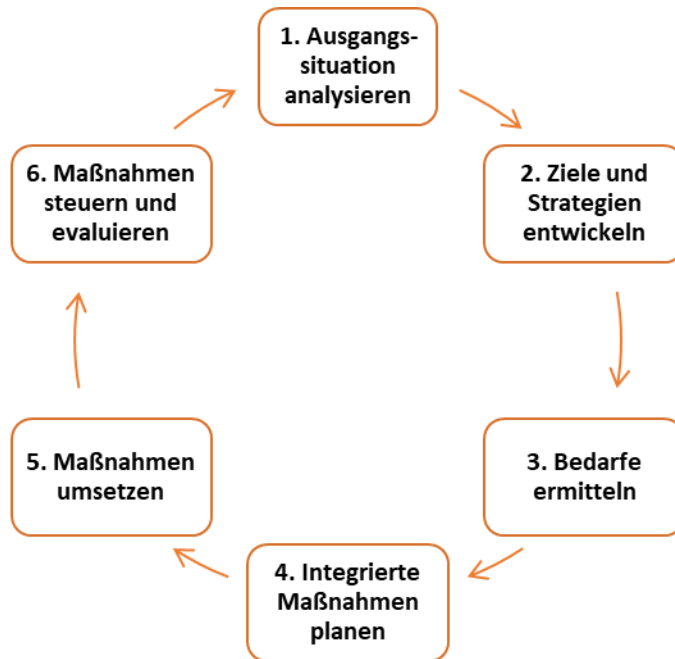 1. Ausgangs-
situation
analysieren
2. Ziele und
Strategien
entwickeln
3. Bedarfe
ermitteln
4. Integrierte
Maßnahmen
planen
5. Maßnahmen
umsetzen
6. Maßnahmen
steuern und
evaluieren